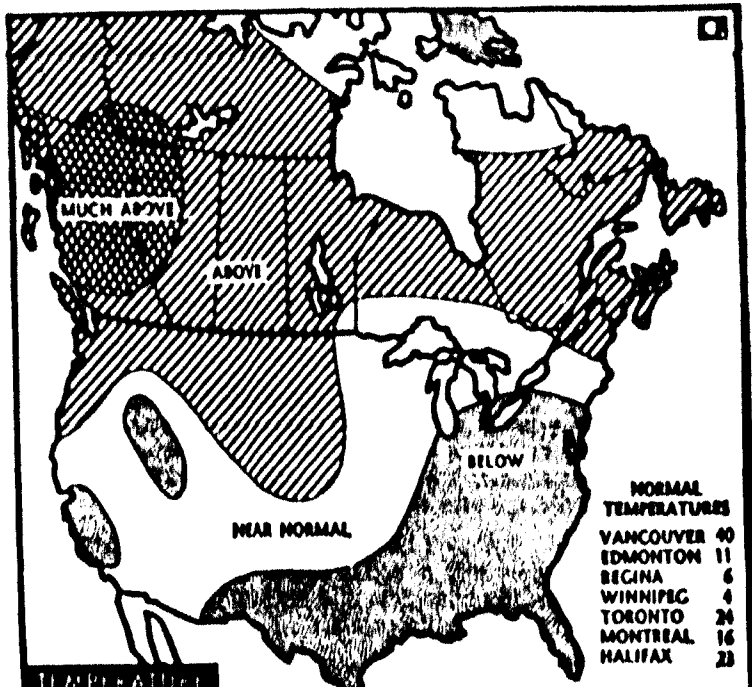 MUCH ABOVE
ABOVE
BELOW
NEAR NORMAL
NORMAL
TEMPERATURES
VANCOUVER 40
EDMONTON 11
REGINA 6
WINNIPEG 4
TORONTO 24
MONTREAL 16
HALIFAX 23